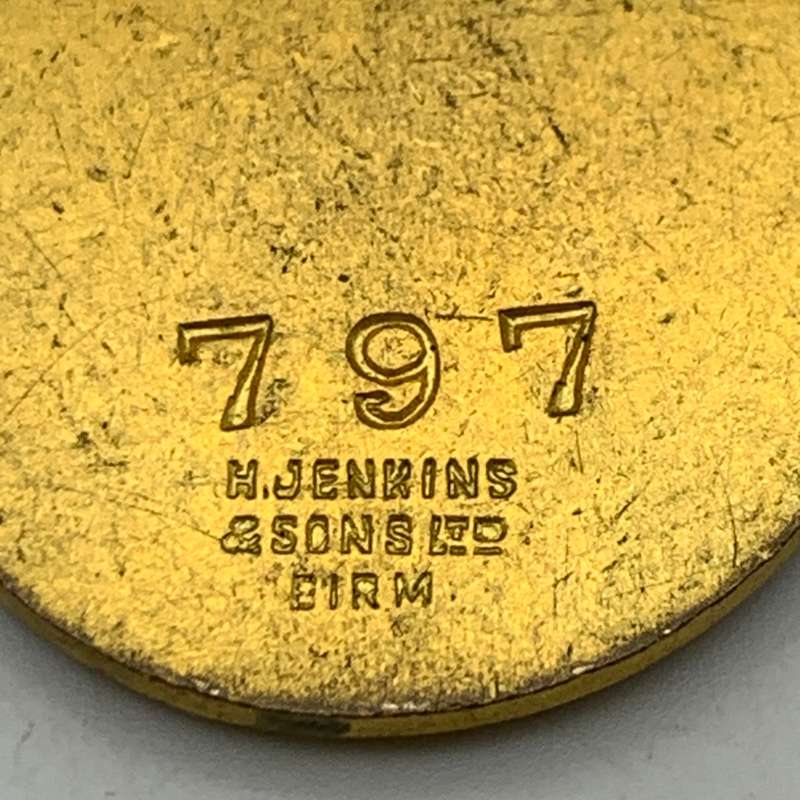 797
H.JENKINS
& SONS LTD
BIRM